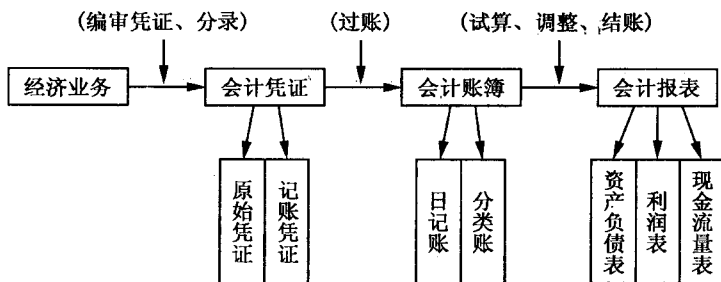 (编审凭证、分录)
(过账)
(试算、调整、结账)
经济业务
会计凭证
会计账簿
会计报表
原始凭证
记账凭证
日记账
分类账
资产负债表
利润表
现金流量表